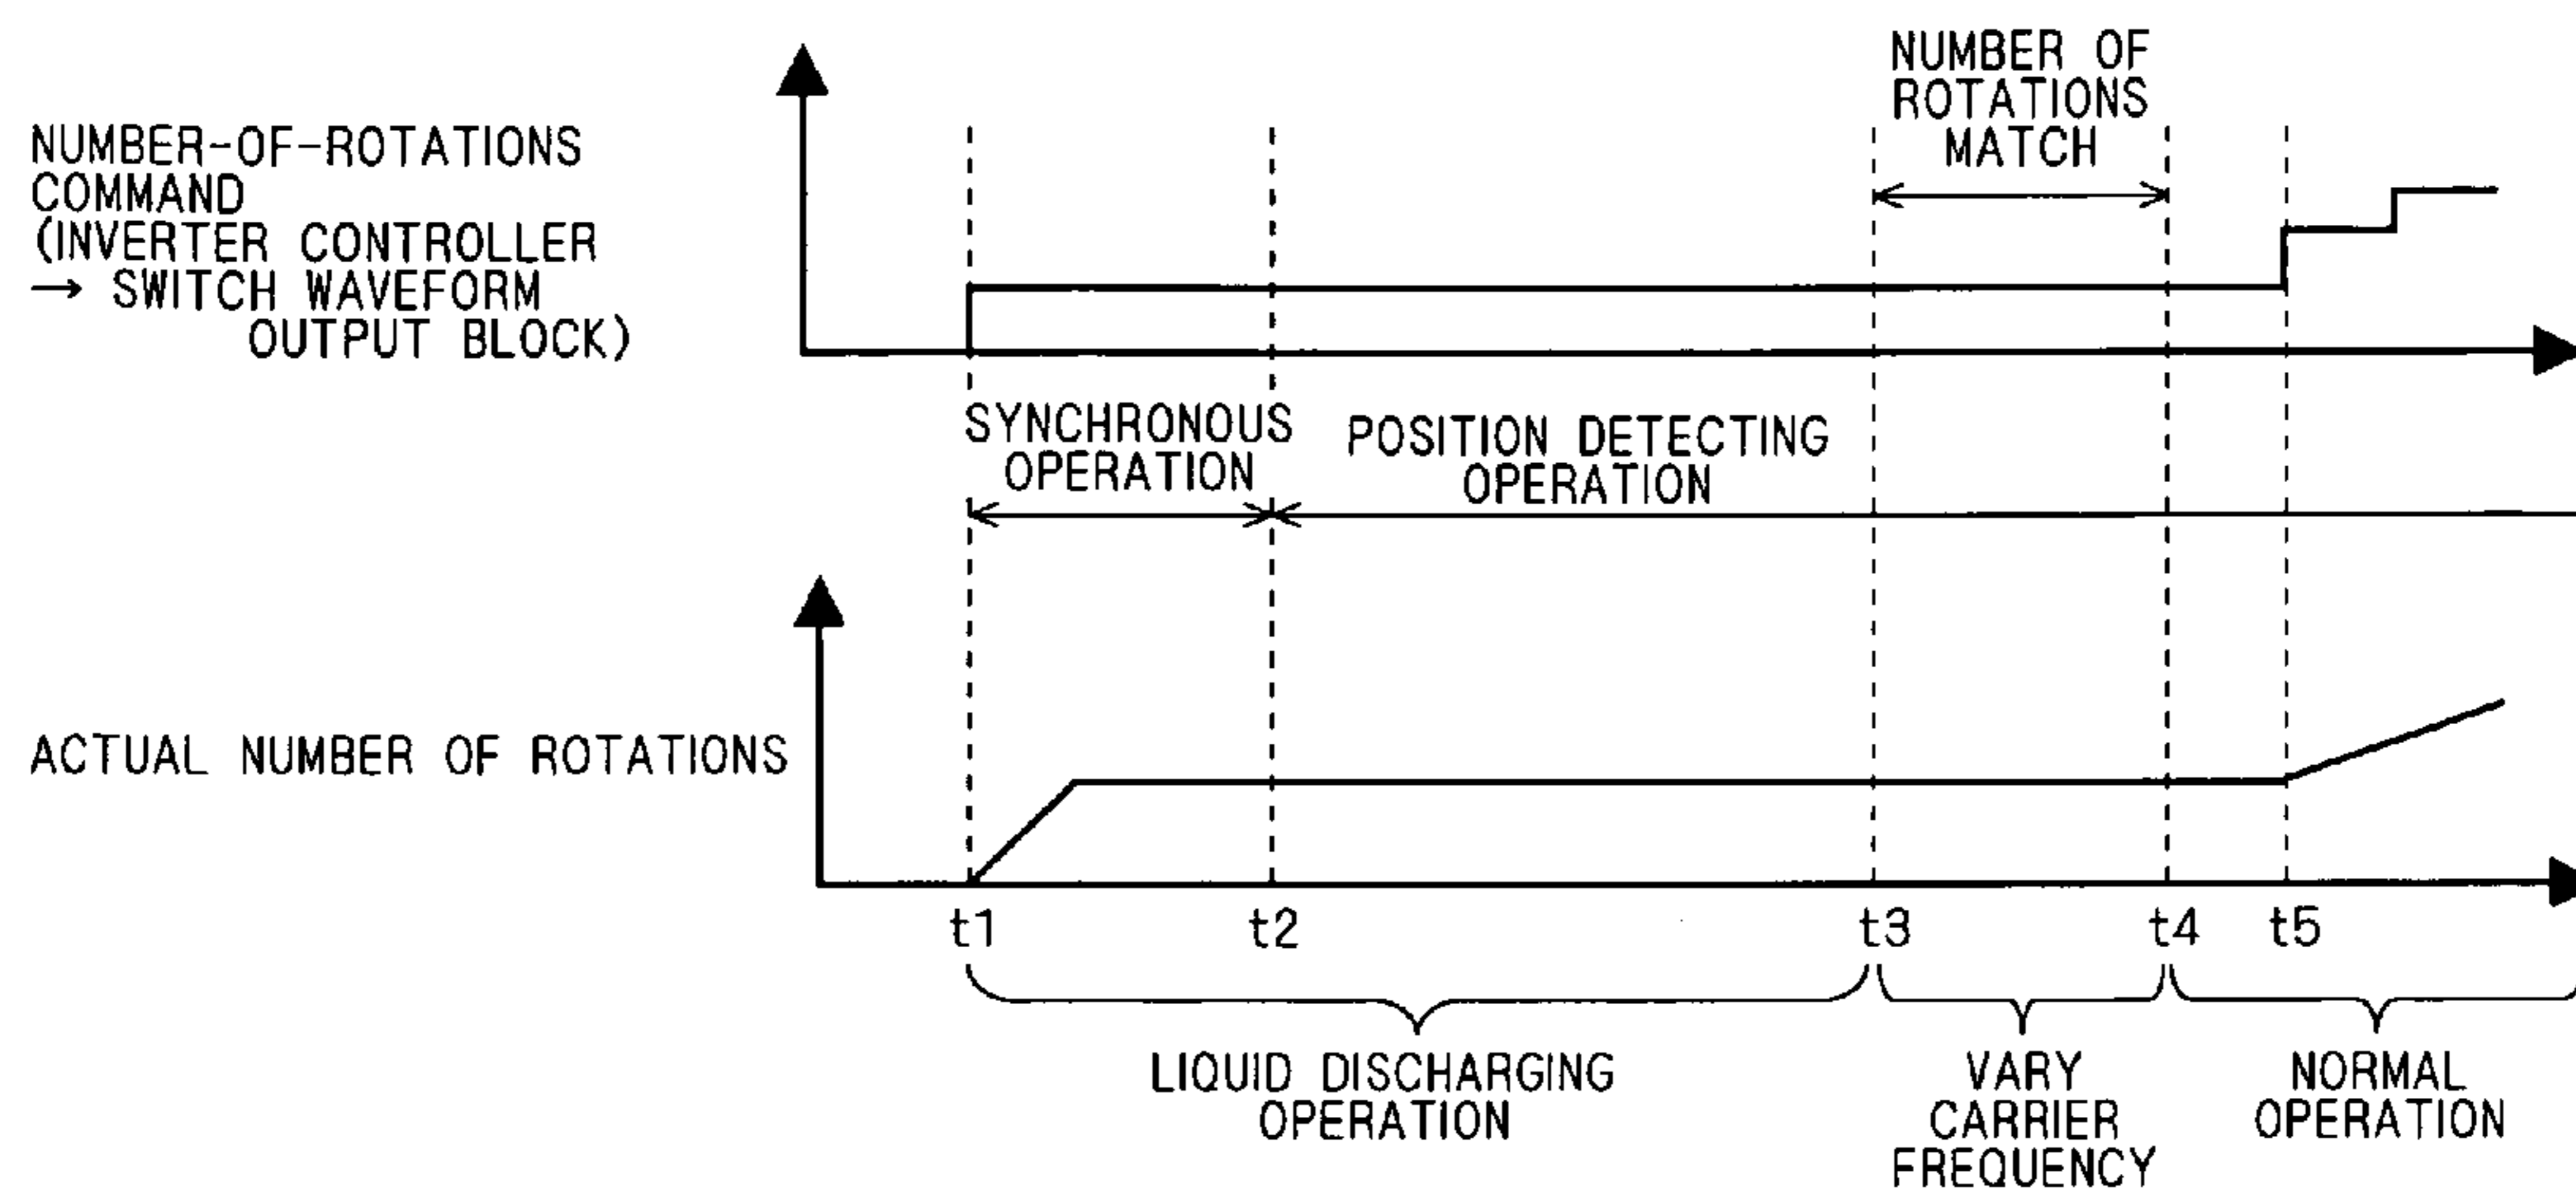 NUMBER-OF-ROTATIONS
COMMAND
(INVERTER CONTROLLER
→ SWITCH WAVEFORM
OUTPUT BLOCK)
NUMBER OF
ROTATIONS
MATCH
SYNCHRONOUS
OPERATION
POSITION DETECTING
OPERATION
ACTUAL NUMBER OF ROTATIONS
t1 t2 t3 t4 t5
LIQUID DISCHARGING
OPERATION
VARY
CARRIER
FREQUENCY
NORMAL
OPERATION